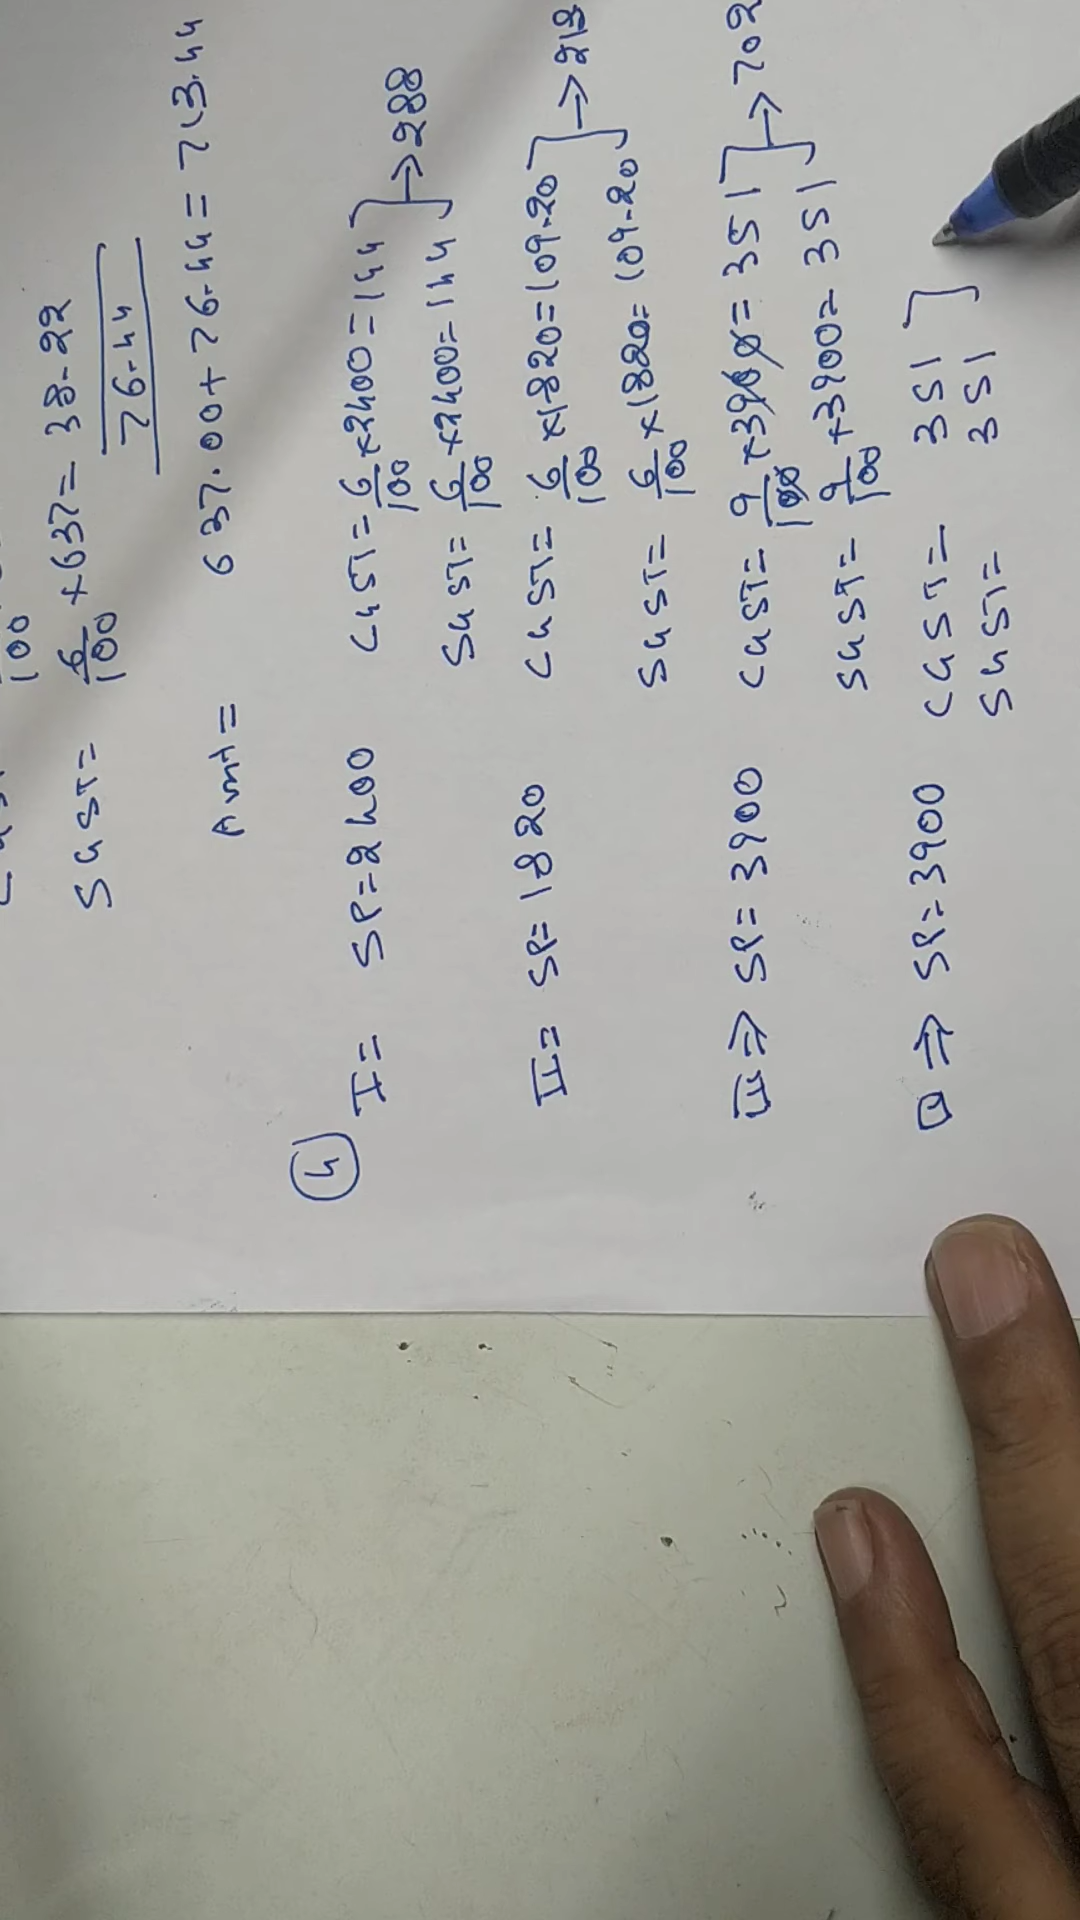 100
SGST = 6/100 × 637 = 38.22
76.44
Amt = 637.00 + 76.44 = 713.44
(4) I = SP = 2400 CGST = 6/100 × 2400 = 144
SGST = 6/100 × 2400 = 144 → 288
II = SP = 1820 CGST = 6/100 × 1820 = 109.20
SGST = 6/100 × 1820 = 109.20
SP = 3900 CGST = 9/100 × 3900 = 351
SGST = 9/100 × 3900 = 351 → 702
SP = 3900 CGST = 351
SGST = 351